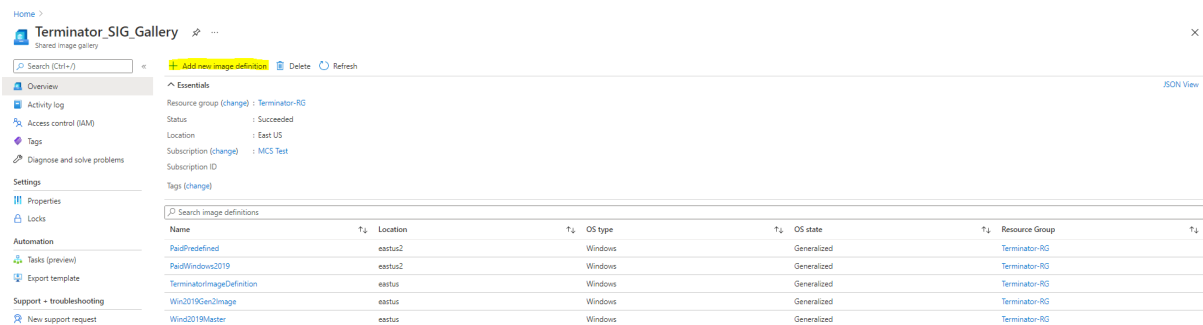 Home >
Terminator_SIG_Gallery
Shared image gallery
Search (Ctrl+/)
Overview
Activity log
Access control (IAM)
Tags
Diagnose and solve problems
Settings
Properties
Locks
Automation
Tasks (preview)
Export template
Support + troubleshooting
New support request
+ Add new image definition Delete Refresh
Essentials JSON View
Resource group (change) : Terminator-RG
Status : Succeeded
Location : East US
Subscription (change) : MCS Test
Subscription ID
Tags (change)
Search image definitions
Name ↑↓ Location ↑↓ OS type ↑↓ OS state ↑↓ Resource Group ↑↓
PaidPredefined eastus2 Windows Generalized Terminator-RG
PaidWindows2019 eastus2 Windows Generalized Terminator-RG
TerminatorImageDefinition eastus Windows Generalized Terminator-RG
Win2019Gen2Image eastus Windows Generalized Terminator-RG
Wind2019Master eastus Windows Generalized Terminator-RG